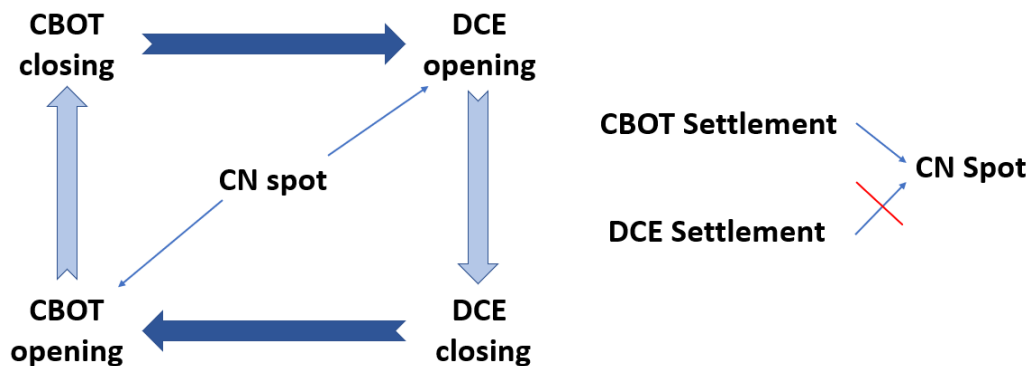 CBOT
closing
DCE
opening
CN spot
CBOT
opening
DCE
closing
CBOT Settlement
CN Spot
DCE Settlement